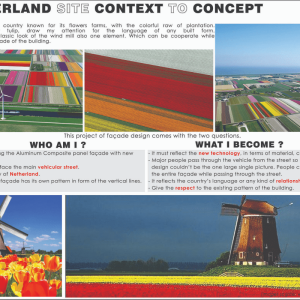 ERLAND SITE CONTEXT TO CONCEPT
country known for its flowers farms, with the colorful raw of plantation.
tulip, draw my attention for the language of any built form.
classic look of the wind mill also one element. Which can be cooperate while
ade of the building.
This project of façade design comes with the two questions.
WHO AM I ?
ng the Aluminum Composite panel façade with new
face the main vehicular street.
of Netherland.
façade has its own pattern in form of the vertical lines.
WHAT I BECOME ?
- It must reflect the new technology, in terms of material, c
- Major people pass through the vehicle from the street so
design couldn't be the one large single picture. People c
the entire façade while passing through the street.
- It reflects the country's language or any kind of relations
- Give the respect to the existing pattern of the building.